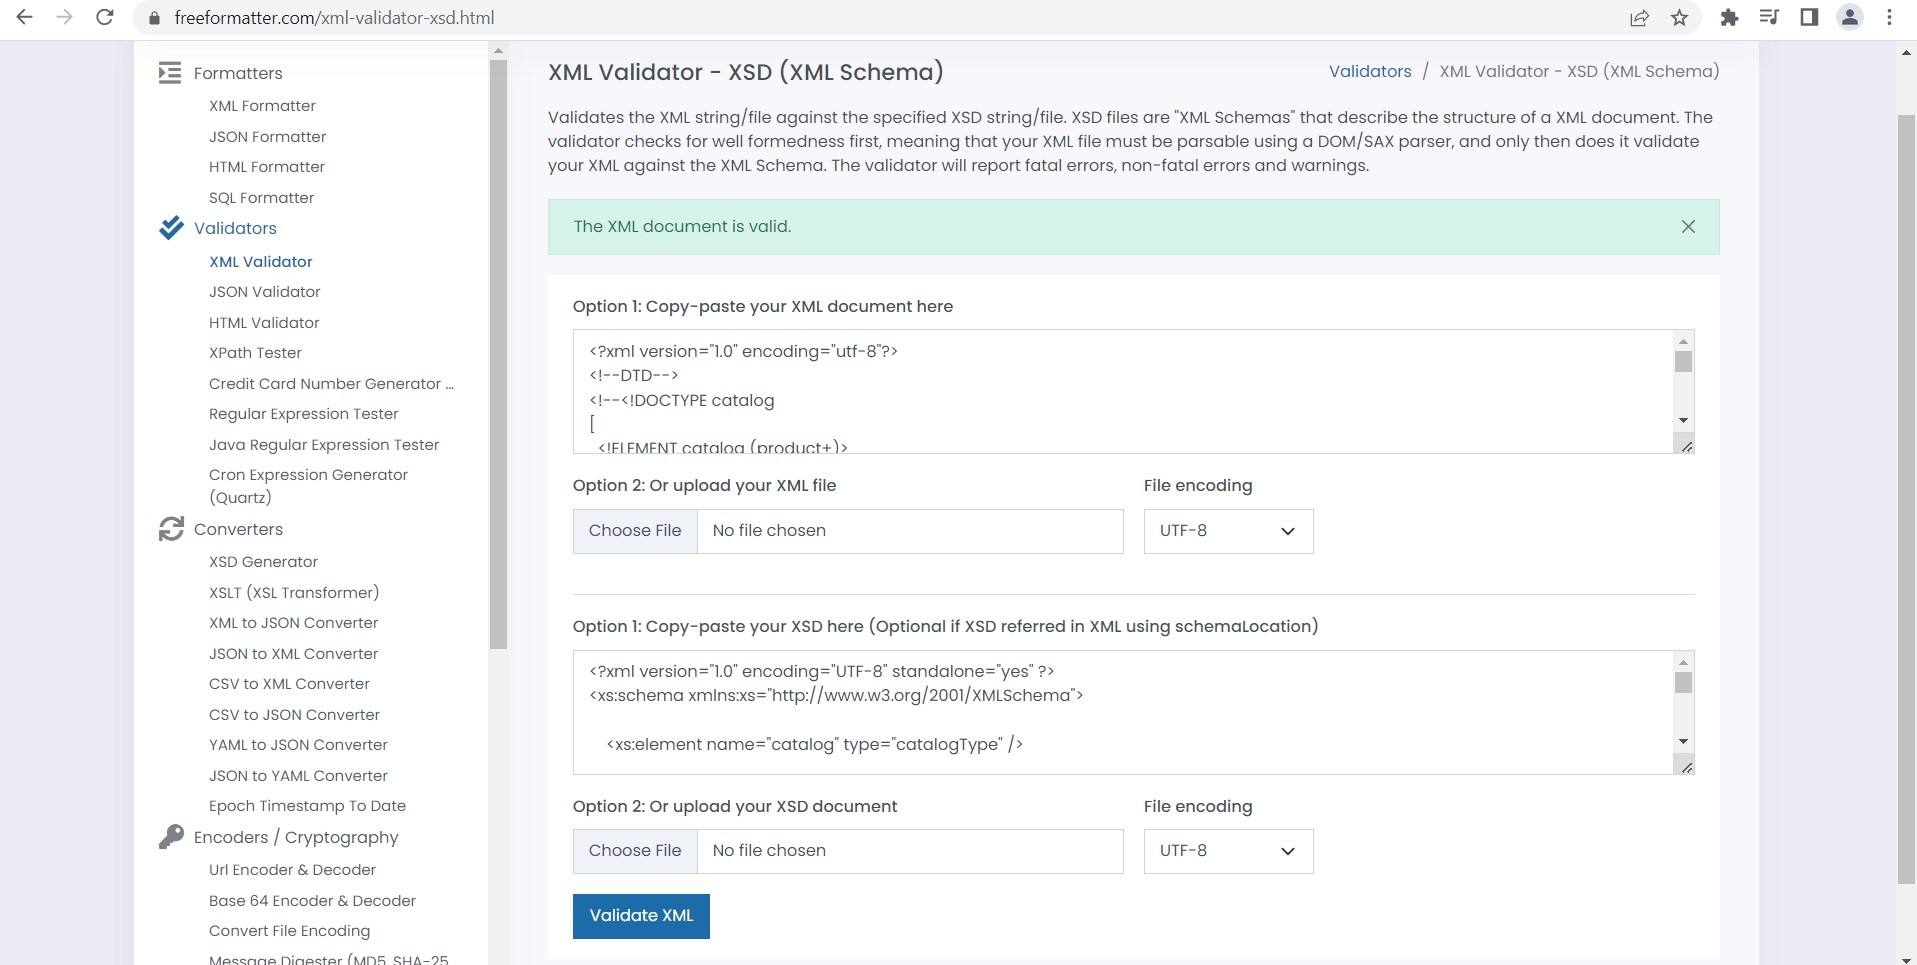 freeformatter.com/xml-validator-xsd.html
Formatters
XML Formatter
JSON Formatter
HTML Formatter
SQL Formatter
Validators
XML Validator
JSON Validator
HTML Validator
XPath Tester
Credit Card Number Generator ...
Regular Expression Tester
Java Regular Expression Tester
Cron Expression Generator
(Quartz)
Converters
XSD Generator
XSLT (XSL Transformer)
XML to JSON Converter
JSON to XML Converter
CSV to XML Converter
CSV to JSON Converter
YAML to JSON Converter
JSON to YAML Converter
Epoch Timestamp To Date
Encoders / Cryptography
Url Encoder & Decoder
Base 64 Encoder & Decoder
Convert File Encoding
Message Digester (MD5, SHA-25
XML Validator - XSD (XML Schema)
Validators / XML Validator - XSD (XML Schema)
Validates the XML string/file against the specified XSD string/file. XSD files are "XML Schemas" that describe the structure of a XML document. The
validator checks for well formedness first, meaning that your XML file must be parsable using a DOM/SAX parser, and only then does it validate
your XML against the XML Schema. The validator will report fatal errors, non-fatal errors and warnings.
The XML document is valid.
Option 1: Copy-paste your XML document here
<?xml version="1.0" encoding="utf-8"?>
<!--DTD-->
<!--<!DOCTYPE catalog
[
<!ELEMENT catalog (product+)>
Option 2: Or upload your XML file
File encoding
Choose File No file chosen
UTF-8
Option 1: Copy-paste your XSD here (Optional if XSD referred in XML using schemaLocation)
<?xml version="1.0" encoding="UTF-8" standalone="yes" ?>
<xs:schema xmlns:xs="http://www.w3.org/2001/XMLSchema">
<xs:element name="catalog" type="catalogType" />
Option 2: Or upload your XSD document
File encoding
Choose File No file chosen
UTF-8
Validate XML